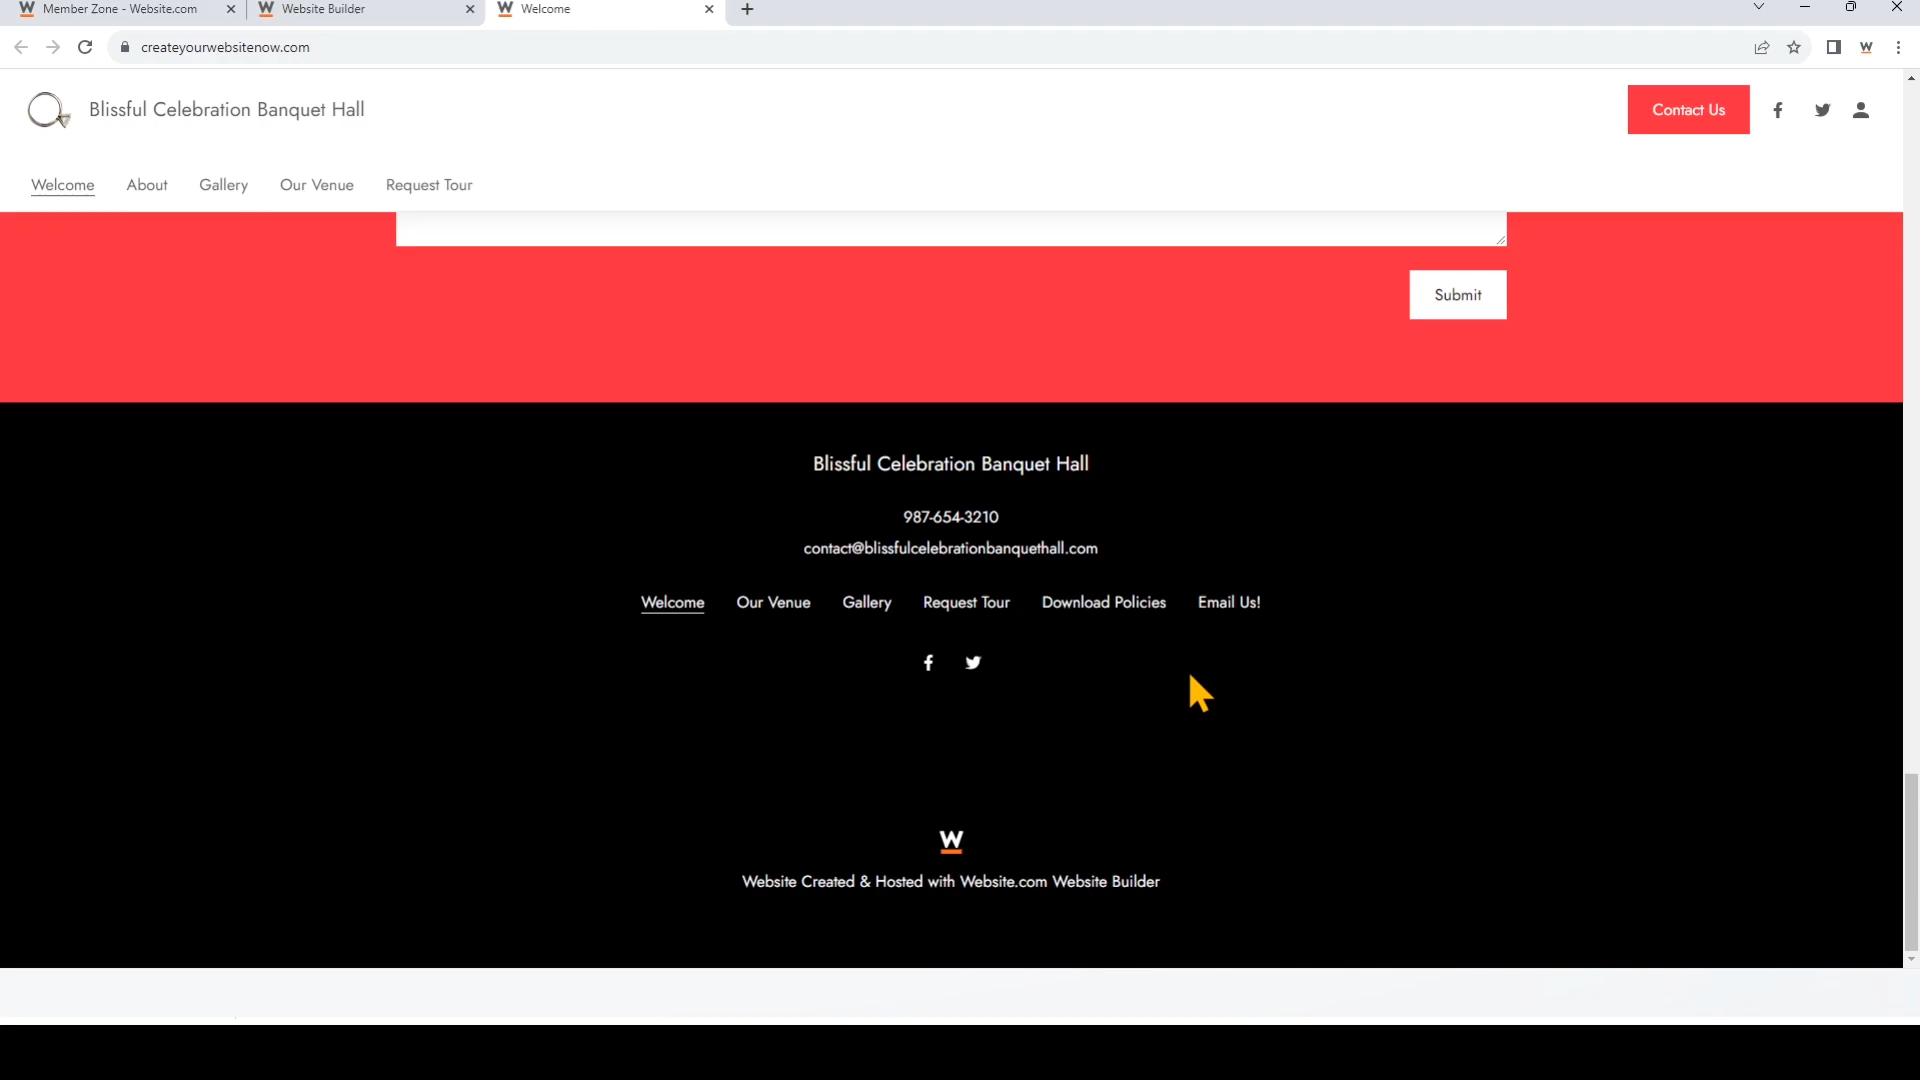 Member Zone - Website.com
Website Builder
Welcome
createyourwebsitenow.com
W
Blissful Celebration Banquet Hall
Contact Us
Welcome About Gallery Our Venue Request Tour
Submit
Blissful Celebration Banquet Hall
987-654-3210
contact@blissfulcelebrationbanquethall.com
Welcome Our Venue Gallery Request Tour Download Policies Email Us!
W
Website Created & Hosted with Website.com Website Builder